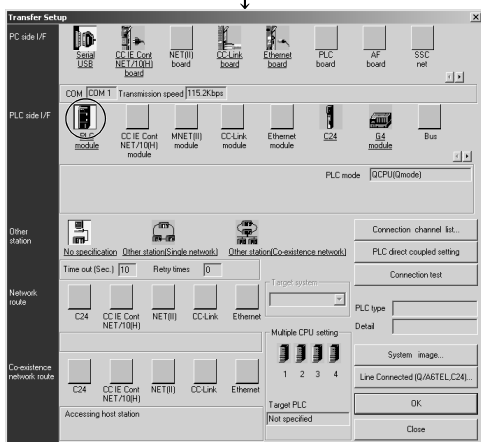 Transfer Setup
PC side I/F
Serial USB
CC IE Cont NET/10(H) board
NET(II) board
CC-Link board
Ethernet board
PLC board
AF board
SSC net
COM COM 1 Transmission speed 115.2Kbps
PLC side I/F
PLC module
CC IE Cont NET/10(H) module
MNET(II) module
CC-Link module
Ethernet module
C24
G4 module
Bus
PLC mode QCPU(Qmode)
Other station
No specification
Other station(Single network)
Other station(Co-existence network)
Time out (Sec.) 10 Retry times 0
Target system
Connection channel list...
PLC direct coupled setting
Connection test
Network route
C24
CC IE Cont NET/10(H)
NET(II)
CC-Link
Ethernet
PLC type
Detail
Multiple CPU setting
1 2 3 4
Target PLC
Not specified
System image...
Line Connected (Q/A6TEL,C24)...
OK
Close
Co-existence network route
C24
CC IE Cont NET/10(H)
NET(II)
CC-Link
Ethernet
Accessing host station